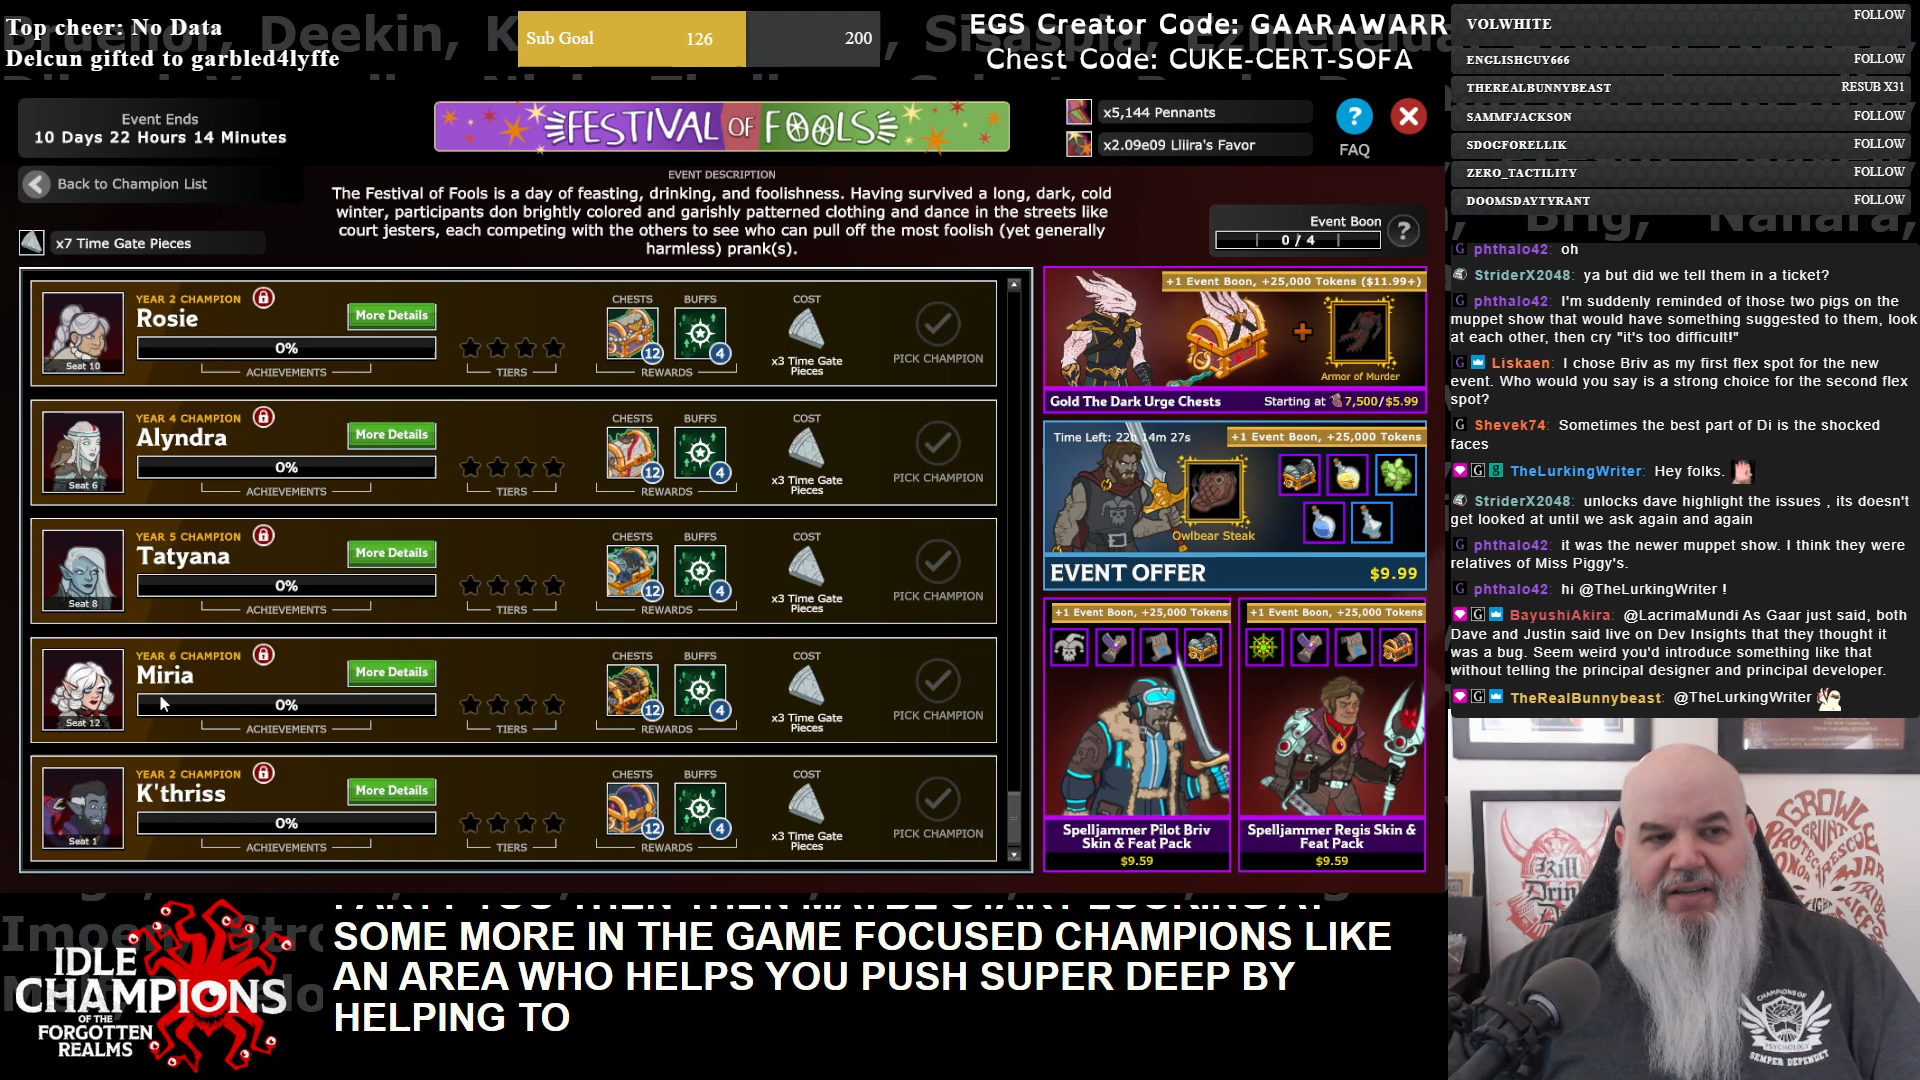 Top cheer: No Data
Delcun gifted to garbled4lyffe
Sub Goal 126 200
EGS Creator Code: GAARAWARR
Chest Code: CUKE-CERT-SOFA
Event Ends
10 Days 22 Hours 14 Minutes
FESTIVAL OF FOOLS
x5,144 Pennants
x2.09e09 Lliira's Favor
FAQ
Back to Champion List
x7 Time Gate Pieces
EVENT DESCRIPTION
The Festival of Fools is a day of feasting, drinking, and foolishness. Having survived a long, dark, cold
winter, participants don brightly colored and garishly patterned clothing and dance in the streets like
court jesters, each competing with the others to see who can pull off the most foolish (yet generally
harmless) prank(s).
Event Boon
0 / 4
?
YEAR 2 CHAMPION
Rosie
More Details
Seat 10
0%
ACHIEVEMENTS
TIERS
CHESTS
12
BUFFS
4
REWARDS
COST
x3 Time Gate
Pieces
PICK CHAMPION
YEAR 4 CHAMPION
Alyndra
More Details
Seat 6
0%
ACHIEVEMENTS
TIERS
CHESTS
12
BUFFS
4
REWARDS
COST
x3 Time Gate
Pieces
PICK CHAMPION
YEAR 5 CHAMPION
Tatyana
More Details
Seat 8
0%
ACHIEVEMENTS
TIERS
CHESTS
12
BUFFS
4
REWARDS
COST
x3 Time Gate
Pieces
PICK CHAMPION
YEAR 6 CHAMPION
Miria
More Details
Seat 12
0%
ACHIEVEMENTS
TIERS
CHESTS
12
BUFFS
4
REWARDS
COST
x3 Time Gate
Pieces
PICK CHAMPION
YEAR 2 CHAMPION
K'thriss
More Details
Seat 1
0%
ACHIEVEMENTS
TIERS
CHESTS
12
BUFFS
4
REWARDS
COST
x3 Time Gate
Pieces
PICK CHAMPION
+1 Event Boon, +25,000 Tokens ($11.99+)
Armor of Murder
Gold The Dark Urge Chests
Starting at 7,500/$5.99
Time Left: 22h 14m 27s
+1 Event Boon, +25,000 Tokens
Owlbear Steak
EVENT OFFER
$9.99
+1 Event Boon, +25,000 Tokens
Spelljammer Pilot Briv
Skin & Feat Pack
$9.59
+1 Event Boon, +25,000 Tokens
Spelljammer Regis Skin &
Feat Pack
$9.59
VOLWHITE FOLLOW
ENGLISHGUY666 FOLLOW
THEREALBUNNYBEAST RESUB X31
SAMMFJACKSON FOLLOW
SDOGFORELLIK FOLLOW
ZERO_TACTILITY FOLLOW
DOOMSDAYTYRANT FOLLOW
phthalo42: oh
StriderX2048: ya but did we tell them in a ticket?
phthalo42: I'm suddenly reminded of those two pigs on the
muppet show that would have something suggested to them, look
at each other, then cry "it's too difficult!"
Liskaen: I chose Briv as my first flex spot for the new
event. Who would you say is a strong choice for the second flex
spot?
Shevek74: Sometimes the best part of Di is the shocked
faces
TheLurkingWriter: Hey folks.
StriderX2048: unlocks dave highlight the issues , its doesn't
get looked at until we ask again and again
phthalo42: it was the newer muppet show. I think they were
relatives of Miss Piggy's.
phthalo42: hi @TheLurkingWriter !
BayushiAkira: @LacrimaMundi As Gaar just said, both
Dave and Justin said live on Dev Insights that they thought it
was a bug. Seem weird you'd introduce something like that
without telling the principal designer and principal developer.
TheRealBunnybeast: @TheLurkingWriter
IDLE
CHAMPIONS
OF THE
FORGOTTEN
REALMS
SOME MORE IN THE GAME FOCUSED CHAMPIONS LIKE
AN AREA WHO HELPS YOU PUSH SUPER DEEP BY
HELPING TO
Kill
Drin
GROWL
GRUNT
CHAMPIONS OF
PSYCHOLOGY
SEMPER DEPENDET